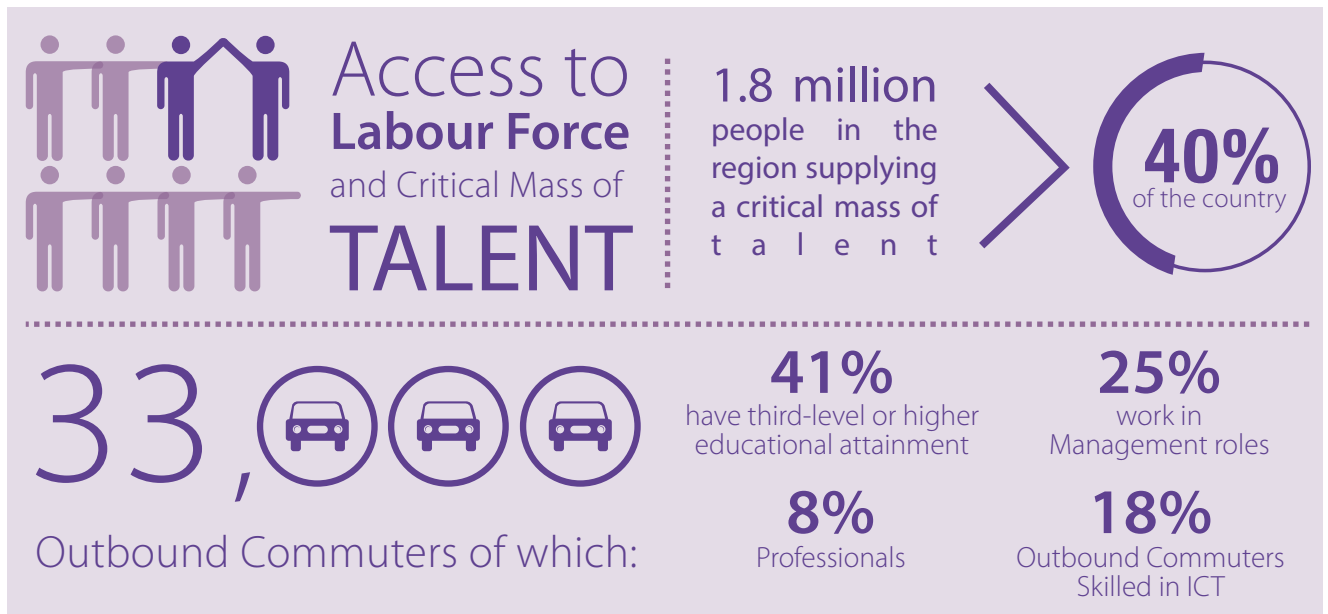 Access to
Labour Force
and Critical Mass of
TALENT
1.8 million
people in the
region supplying
a critical mass of
talent
40%
of the country
33,
Outbound Commuters of which:
41%
have third-level or higher
educational attainment
25%
work in
Management roles
8%
Professionals
18%
Outbound Commuters
Skilled in ICT